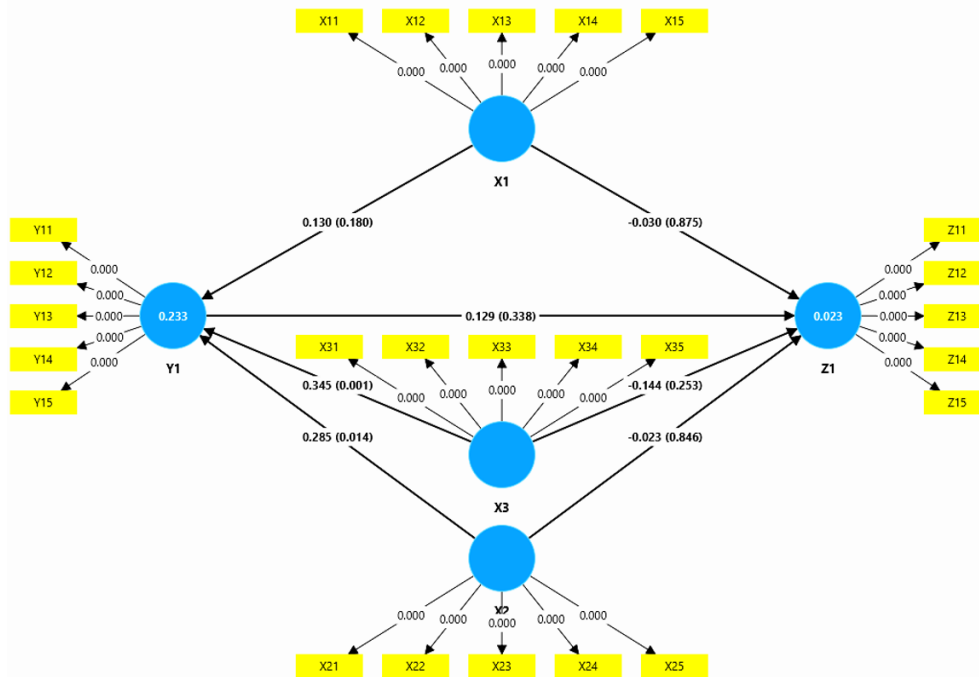 X11 X12 X13 X14 X15
0.000 0.000 0.000 0.000 0.000
X1
0.130 (0.180) -0.030 (0.875)
Y11 Z11
0.000 0.000
Y12 Z12
0.000 0.000
Y13 0.000 0.233 0.129 (0.338) 0.023 0.000 Z13
0.000 0.000
Y14 Z14
0.000 0.000
Y1 Z1
Y15 Z15
X31 X32 X33 X34 X35
0.345 (0.001) -0.144 (0.253)
0.000 0.000 0.000 0.000 0.000
0.285 (0.014) -0.023 (0.846)
X3
X2
0.000 0.000 0.000 0.000 0.000
X21 X22 X23 X24 X25